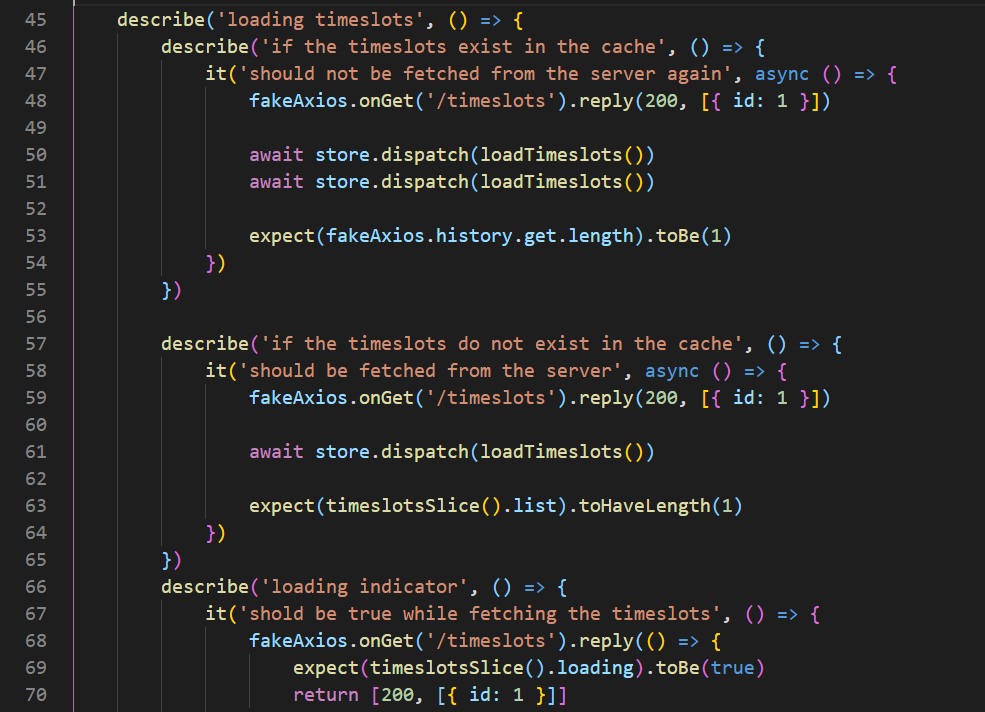 45 describe('loading timeslots', () => {
46 describe('if the timeslots exist in the cache', () => {
47 it('should not be fetched from the server again', async () => {
48 fakeAxios.onGet('/timeslots').reply(200, [{ id: 1 }])
49
50 await store.dispatch(loadTimeslots())
51 await store.dispatch(loadTimeslots())
52
53 expect(fakeAxios.history.get.length).toBe(1)
54 })
55 })
56
57 describe('if the timeslots do not exist in the cache', () => {
58 it('should be fetched from the server', async () => {
59 fakeAxios.onGet('/timeslots').reply(200, [{ id: 1 }])
60
61 await store.dispatch(loadTimeslots())
62
63 expect(timeslotsSlice().list).toHaveLength(1)
64 })
65 })
66 describe('loading indicator', () => {
67 it('shold be true while fetching the timeslots', () => {
68 fakeAxios.onGet('/timeslots').reply(() => {
69 expect(timeslotsSlice().loading).toBe(true)
70 return [200, [{ id: 1 }]]